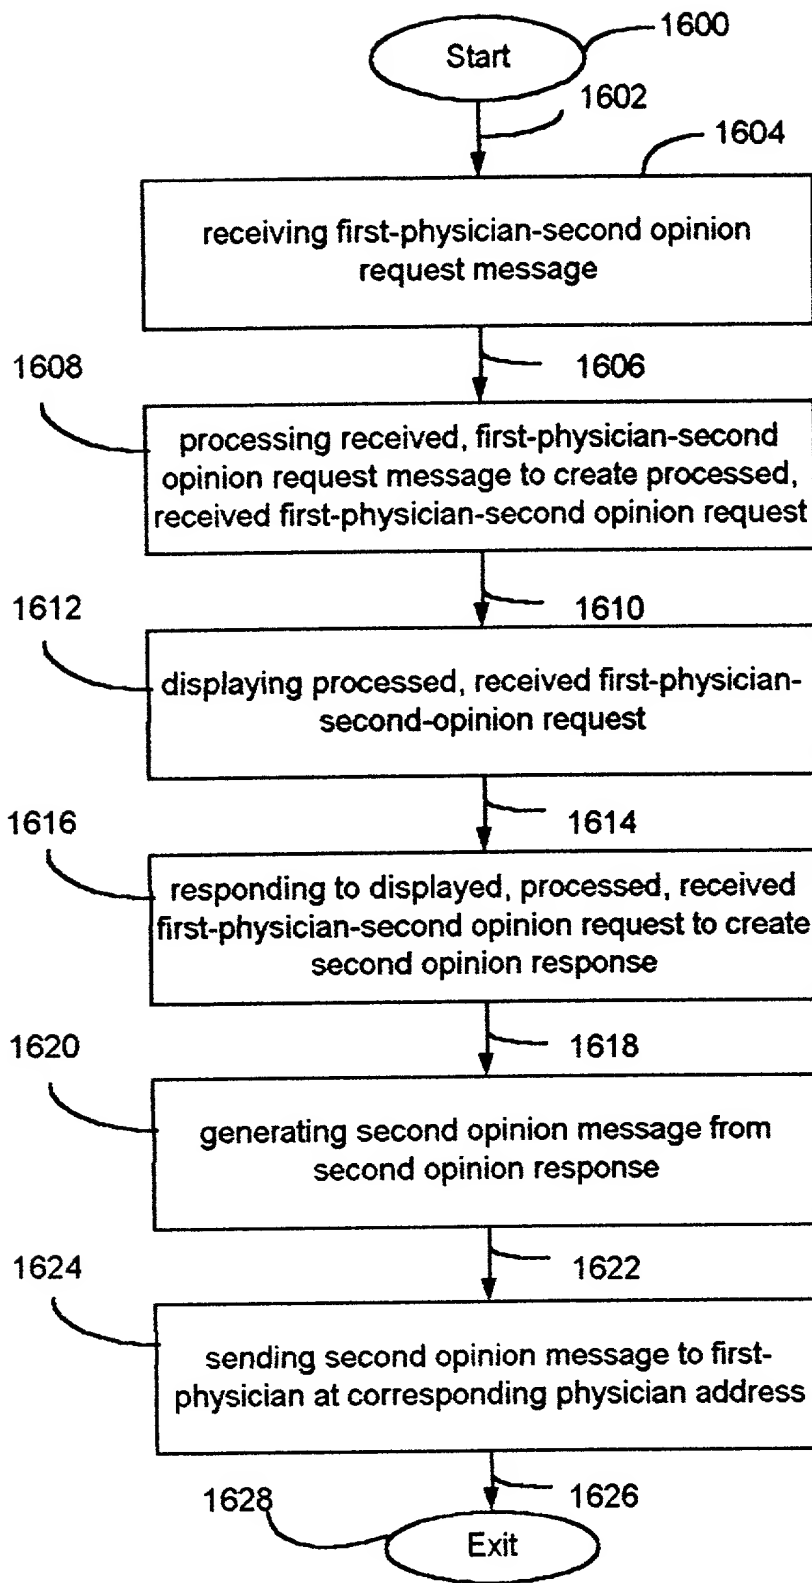 1600
Start
1602
1604
receiving first-physician-second opinion
request message
1606
1608
processing received, first-physician-second
opinion request message to create processed,
received first-physician-second opinion request
1610
1612
displaying processed, received first-physician-
second-opinion request
1614
1616
responding to displayed, processed, received
first-physician-second opinion request to create
second opinion response
1618
1620
generating second opinion message from
second opinion response
1622
1624
sending second opinion message to first-
physician at corresponding physician address
1626
1628
Exit